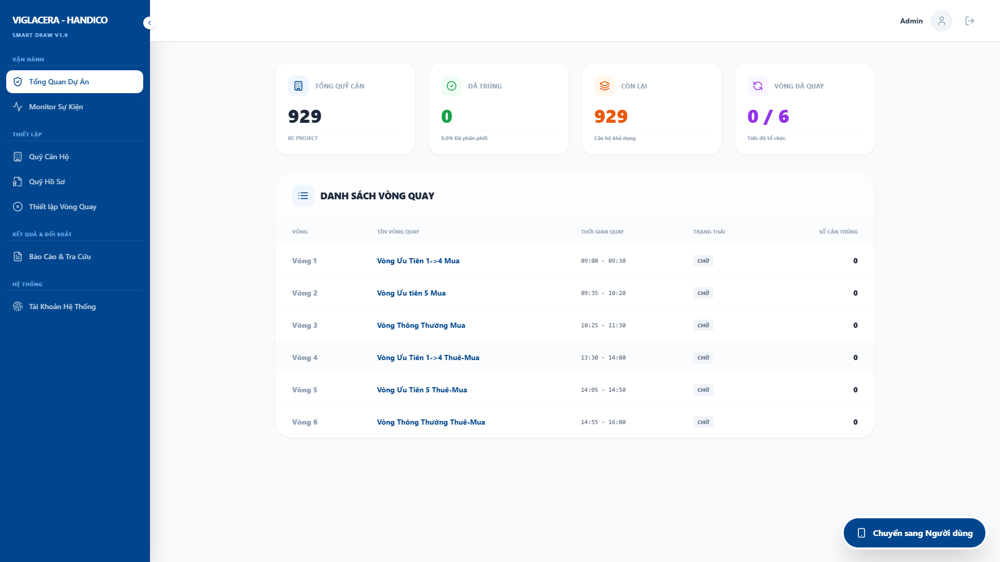 VIGLACERA - HANDICO
SMART DRAW V1.0
VẬN HÀNH
Tổng Quan Dự Án
Monitor Sự Kiện
THIẾT LẬP
Quỹ Căn Hộ
Quỹ Hồ Sơ
Thiết lập Vòng Quay
KẾT QUẢ & ĐỐI SOÁT
Báo Cáo & Tra Cứu
HỆ THỐNG
Tài Khoản Hệ Thống
Admin
TỔNG QUỸ CĂN
929
KC PROJECT
ĐÃ TRÚNG
0
0.0% Đã phân phối
CÒN LẠI
929
Căn hộ khả dụng
VÒNG ĐÃ QUAY
0 / 6
Tiến độ tổ chức
DANH SÁCH VÒNG QUAY
VÒNG TÊN VÒNG QUAY THỜI GIAN QUAY TRẠNG THÁI SỐ CĂN TRÚNG
Vòng 1 Vòng Ưu Tiên 1->4 Mua 09:00 - 09:30 CHỜ 0
Vòng 2 Vòng Ưu tiên 5 Mua 09:35 - 10:20 CHỜ 0
Vòng 3 Vòng Thông Thường Mua 10:25 - 11:30 CHỜ 0
Vòng 4 Vòng Ưu Tiên 1->4 Thuê-Mua 13:30 - 14:00 CHỜ 0
Vòng 5 Vòng Ưu Tiên 5 Thuê-Mua 14:05 - 14:50 CHỜ 0
Vòng 6 Vòng Thông Thường Thuê-Mua 14:55 - 16:00 CHỜ 0
Chuyển sang Người dùng